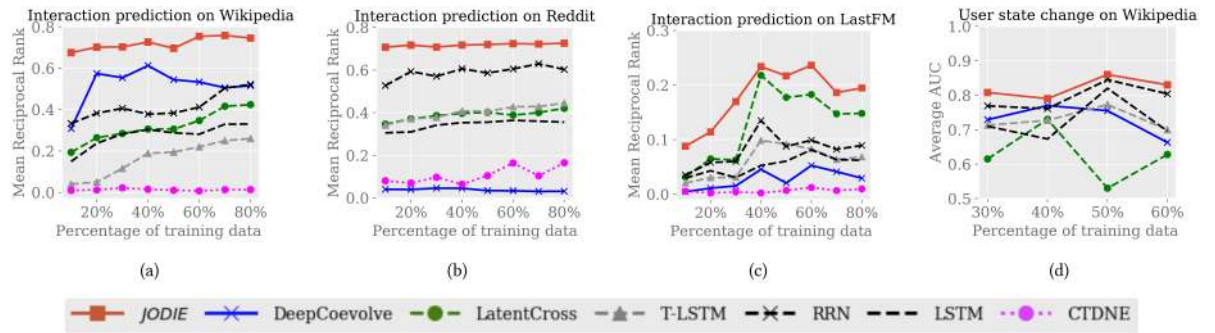 Interaction prediction on Wikipedia
Mean Reciprocal Rank
0.8
0.6
0.4
0.2
0.0
20% 40% 60% 80%
Percentage of training data
(a)
Interaction prediction on Reddit
Mean Reciprocal Rank
0.8
0.6
0.4
0.2
0.0
20% 40% 60% 80%
Percentage of training data
(b)
Interaction prediction on LastFM
Mean Reciprocal Rank
0.3
0.2
0.1
0.0
20% 40% 60% 80%
Percentage of training data
(c)
User state change on Wikipedia
Average AUC
1.0
0.9
0.8
0.7
0.6
0.5
30% 40% 50% 60%
Percentage of training data
(d)
JODIE DeepCoevolve LatentCross T-LSTM RRN LSTM CTDNE